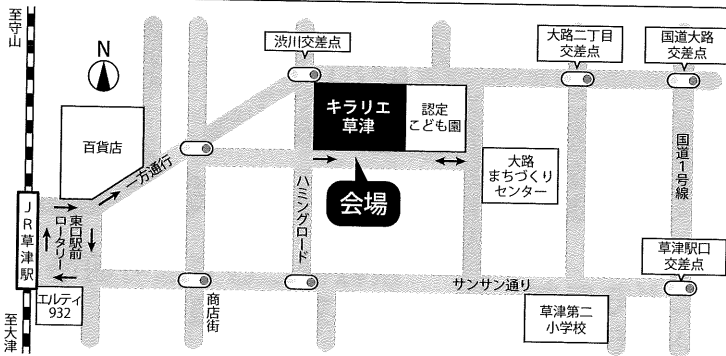 至守山
N
渋川交差点
大路二丁目
交差点
国道大路
交差点
百貨店
キラリエ
草津
認定
こども園
一方通行
会場
大路
まちづくり
センター
国道1号線
ハミングロード
JR草津駅
東口駅前
ロータリー
草津駅口
交差点
サンサン通り
エルティ
932
商店街
草津第二
小学校
至大津